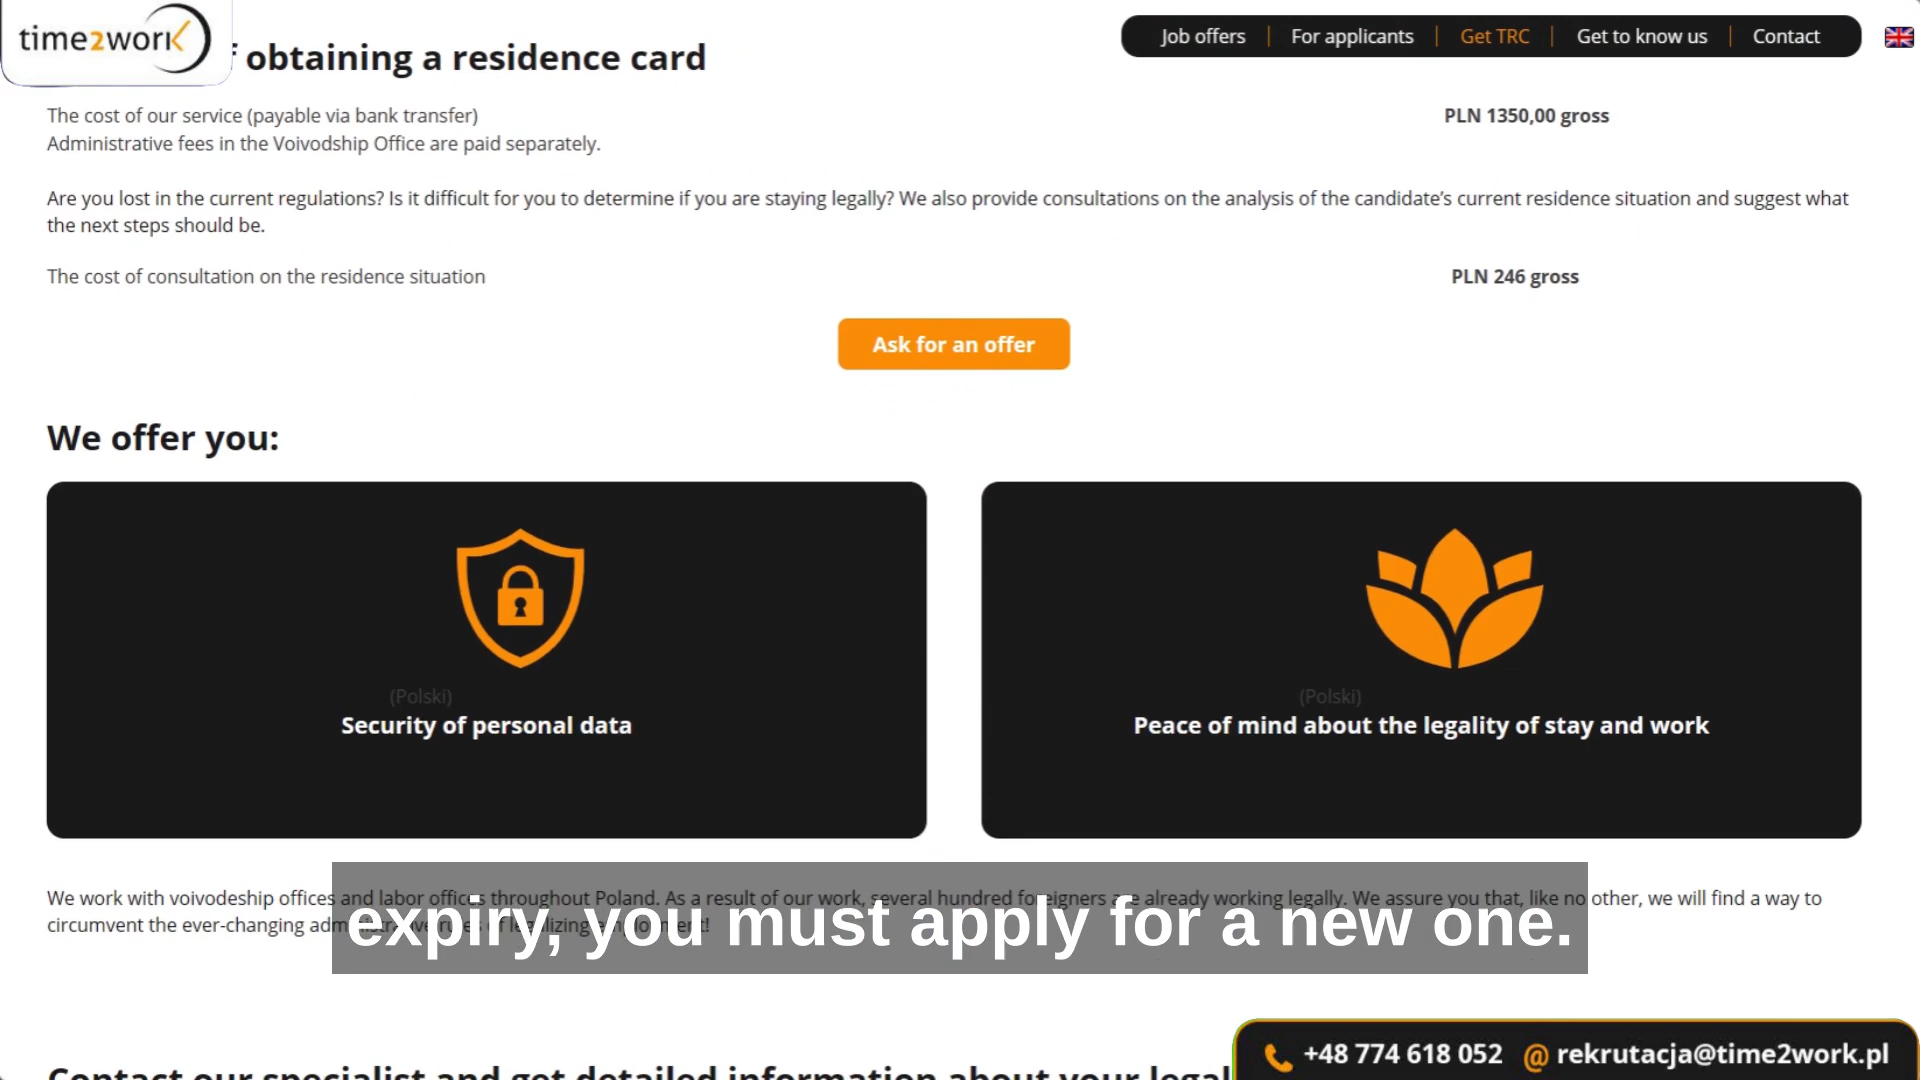 time2work
Job offers
For applicants
Get TRC
Get to know us
Contact
obtaining a residence card
The cost of our service (payable via bank transfer)
PLN 1350,00 gross
Administrative fees in the Voivodship Office are paid separately.
Are you lost in the current regulations? Is it difficult for you to determine if you are staying legally? We also provide consultations on the analysis of the candidate’s current residence situation and suggest what
the next steps should be.
The cost of consultation on the residence situation
PLN 246 gross
Ask for an offer
We offer you:
(Polski)
Security of personal data
(Polski)
Peace of mind about the legality of stay and work
We work with voivodeship offices and labor offices throughout Poland. As a result of our work, several hundred foreigners are already working legally. We assure you that, like no other, we will find a way to
circumvent the ever-changing administrative rules of legalizing employment!
expiry, you must apply for a new one.
Contact our specialist and get detailed information about your legal
+48 774 618 052
@ rekrutacja@time2work.pl